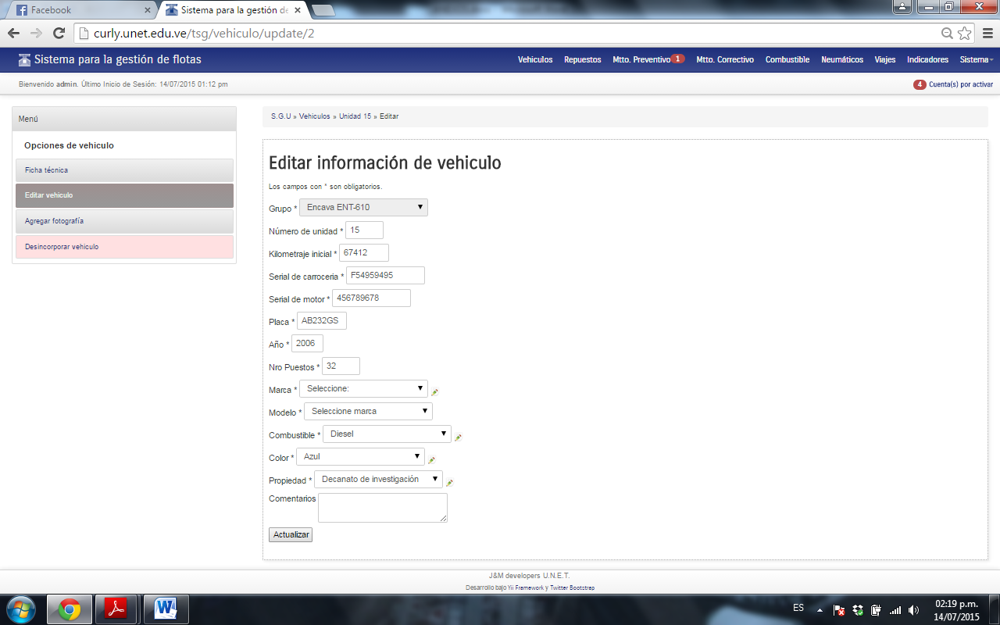 Facebook
Sistema para la gestión de
curly.unet.edu.ve/tsg/vehiculo/update/2
Sistema para la gestión de flotas
Vehiculos Repuestos Mtto. Preventivo 1 Mtto. Correctivo Combustible Neumáticos Viajes Indicadores Sistema
Bienvenido admin. Último Inicio de Sesión: 14/07/2015 01:12 pm
4 Cuenta(s) por activar
Menú
Opciones de vehiculo
Ficha técnica
Editar vehiculo
Agregar fotografía
Desincorporar vehiculo
S.G.U » Vehiculos » Unidad 15 » Editar
Editar información de vehiculo
Los campos con * son obligatorios.
Grupo * Encava ENT-610
Número de unidad * 15
Kilometraje inicial * 67412
Serial de carroceria * F54959495
Serial de motor * 456789678
Placa * AB232GS
Año * 2006
Nro Puestos * 32
Marca * Seleccione:
Modelo * Seleccione marca
Combustible * Diesel
Color * Azul
Propiedad * Decanato de investigación
Comentarios
Actualizar
J&M developers U.N.E.T.
Desarrollo bajo Yii Framework y Twitter Bootstrap
ES
02:19 p.m.
14/07/2015